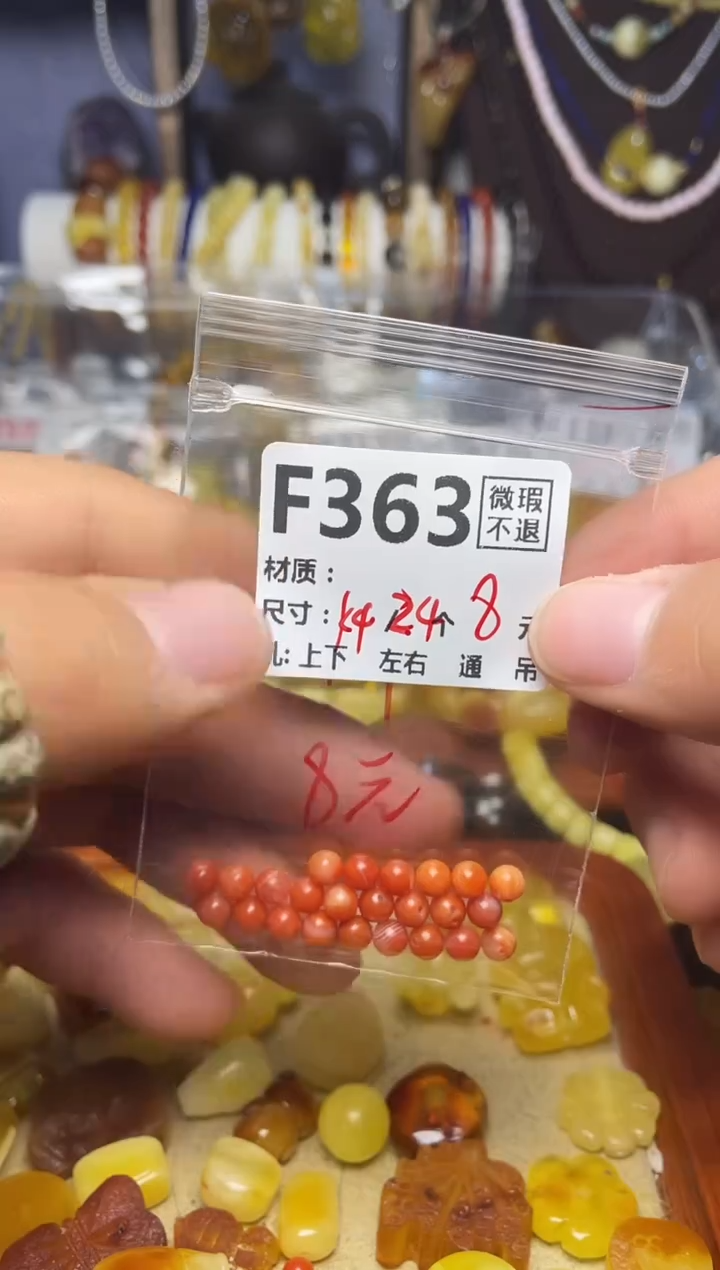 F363 微瑕
不退
材质：
尺寸： 24个 8元
孔: 上下 左右 通 吊
8元